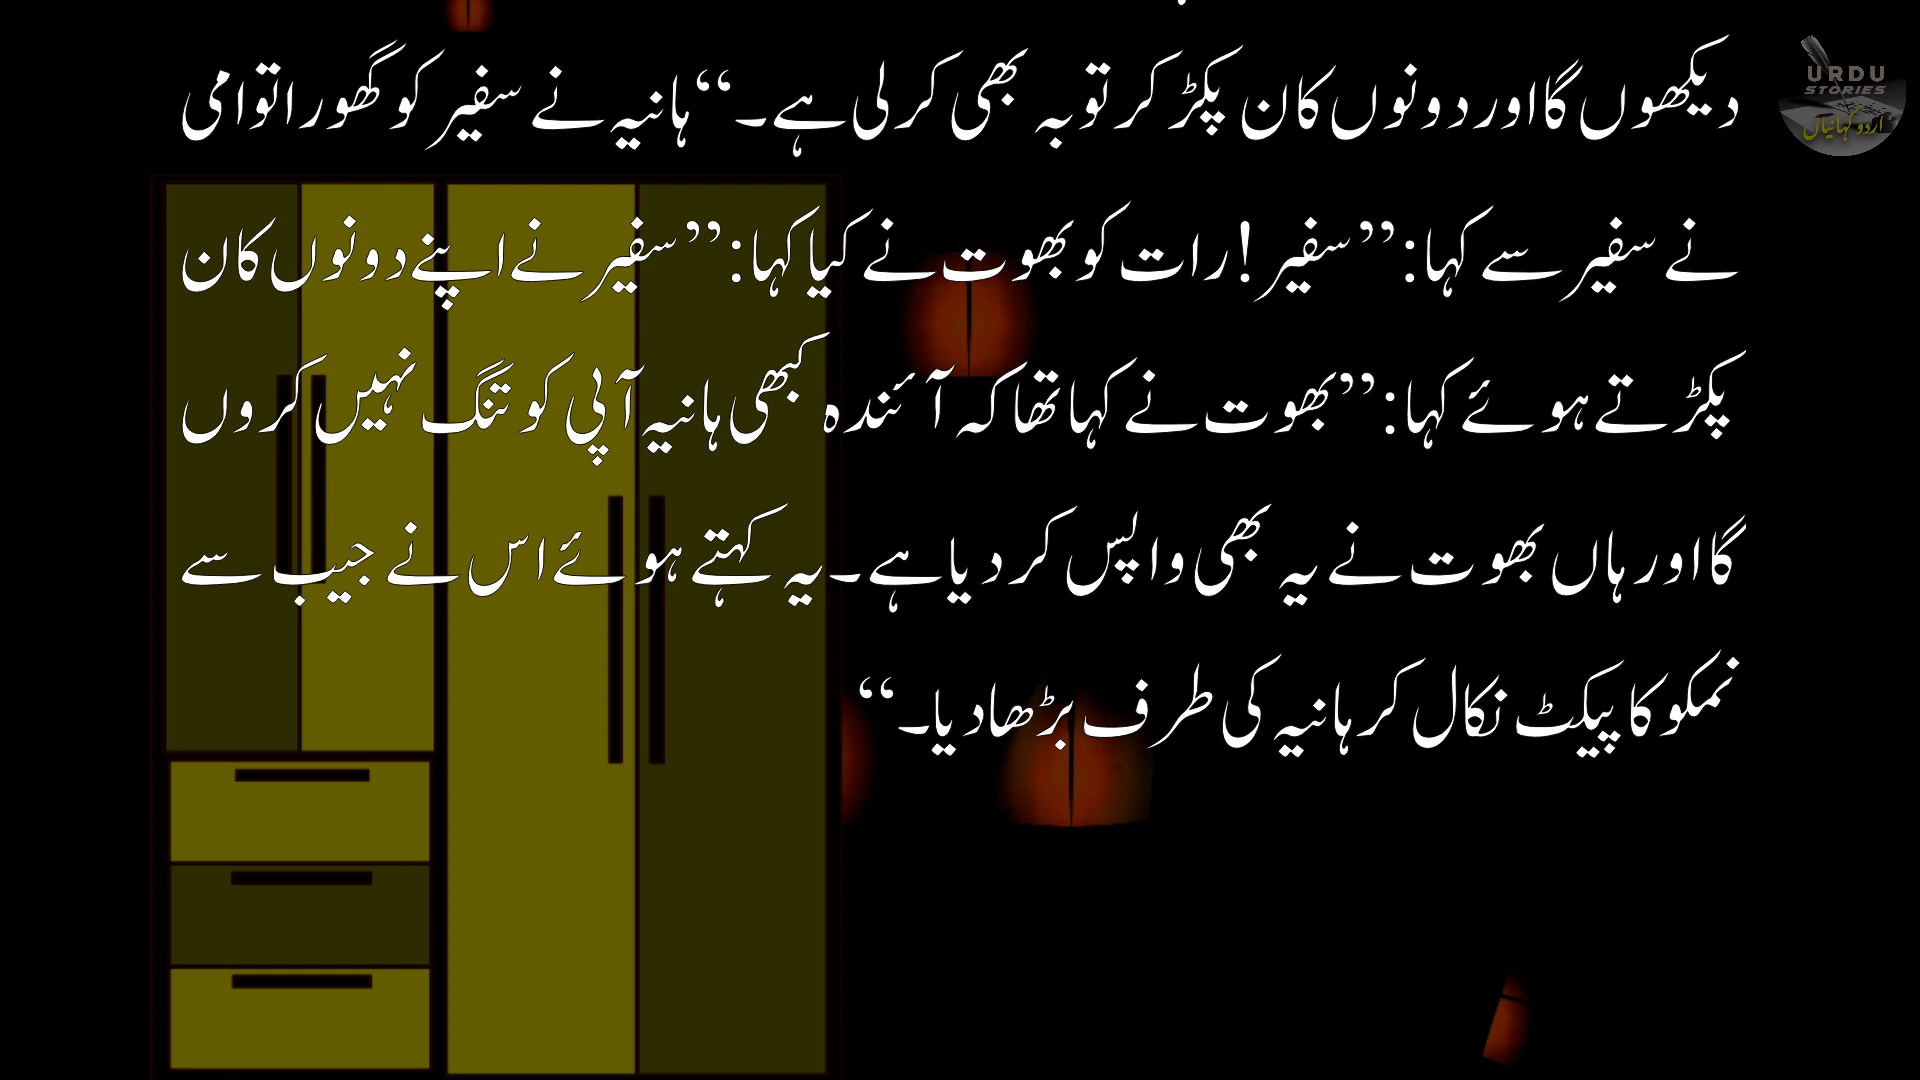 دیکھوں گا اور دونوں کان پکڑ کر توبہ بھی کرلی ہے۔‘‘ ہانیہ نے سفیر کو گھورا تو امی
نے سفیر سے کہا: ’’سفیر! رات کو بھوت نے کیا کہا: ’’سفیر نے اپنے دونوں کان
پکڑتے ہوئے کہا: ’’بھوت نے کہا تھا کہ آئندہ کبھی ہانیہ آپی کو تنگ نہیں کروں
گا اور ہاں بھوت نے یہ بھی واپس کر دیا ہے۔ یہ کہتے ہوئے اس نے جیب سے
نمکو کا پیکٹ نکال کر ہانیہ کی طرف بڑھا دیا۔‘‘
URDU
STORIES
اردو کہانیاں